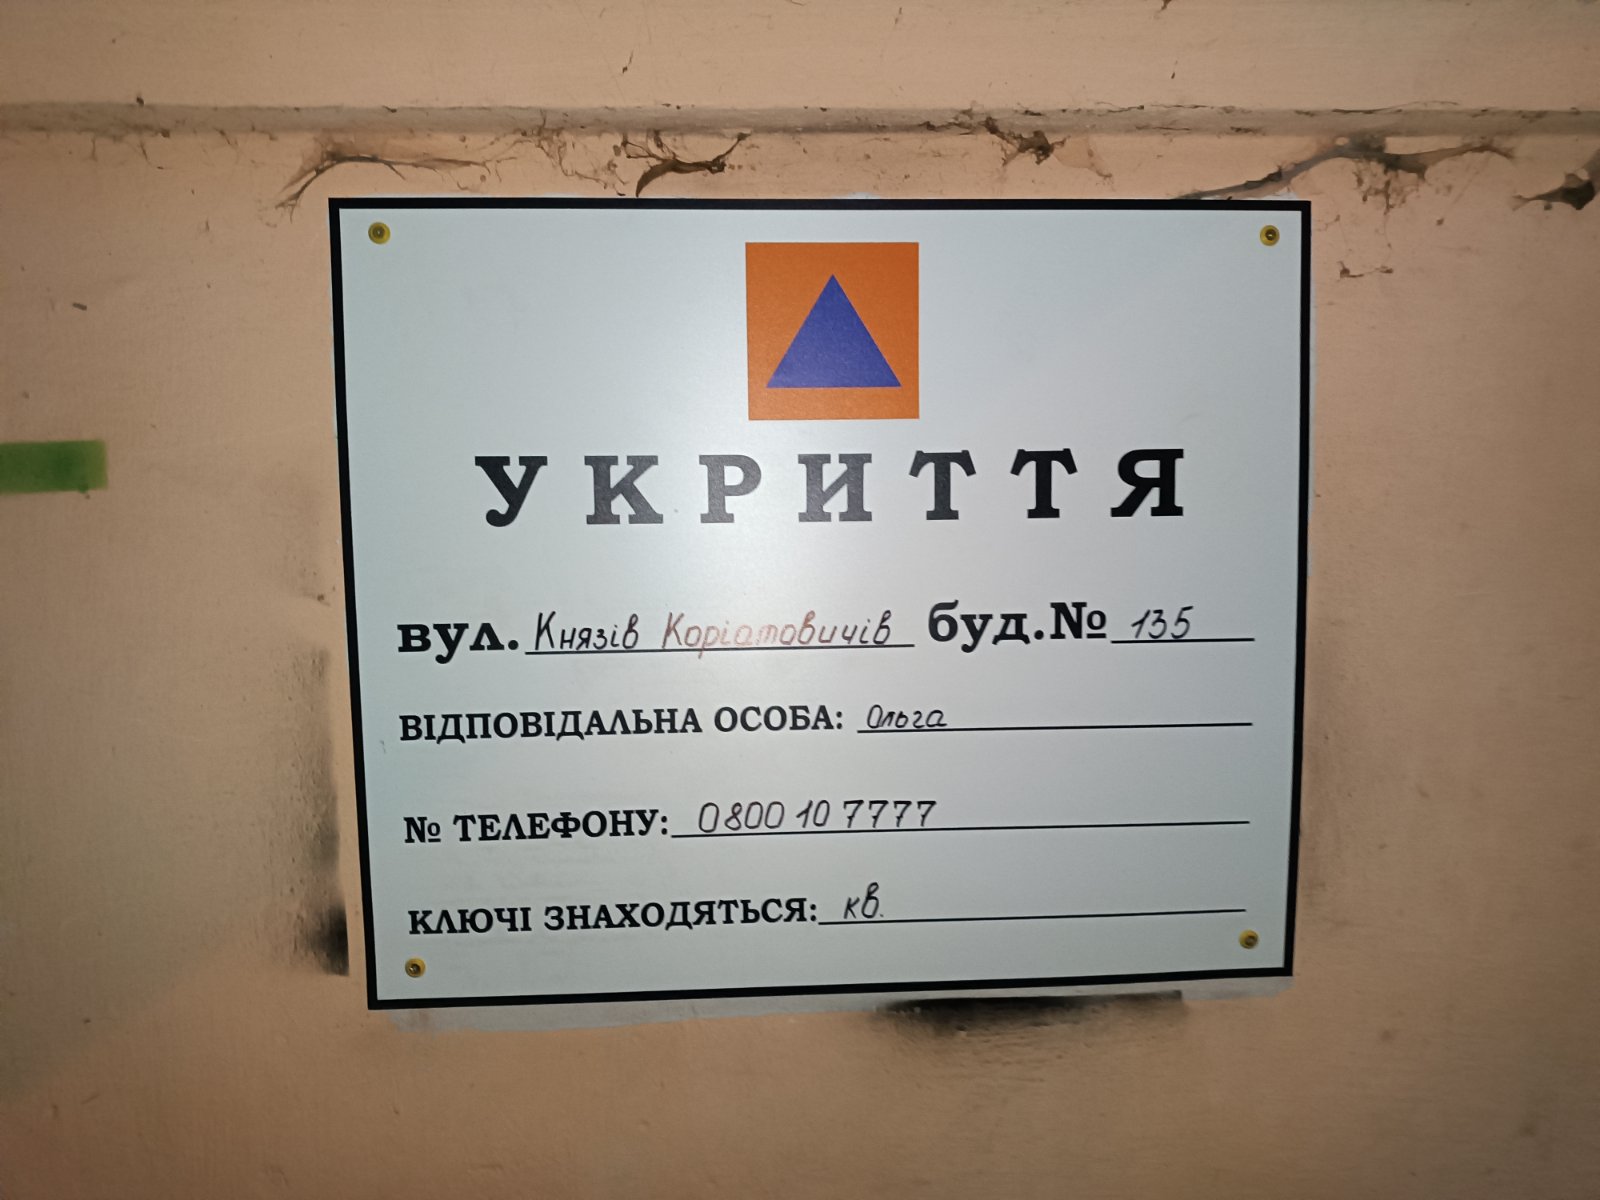 УКРИТТЯ
вул. Князів Коріатовичів буд.№ 135
ВІДПОВІДАЛЬНА ОСОБА: Ольга
№ ТЕЛЕФОНУ: 0800 10 7777
КЛЮЧІ ЗНАХОДЯТЬСЯ: кв.